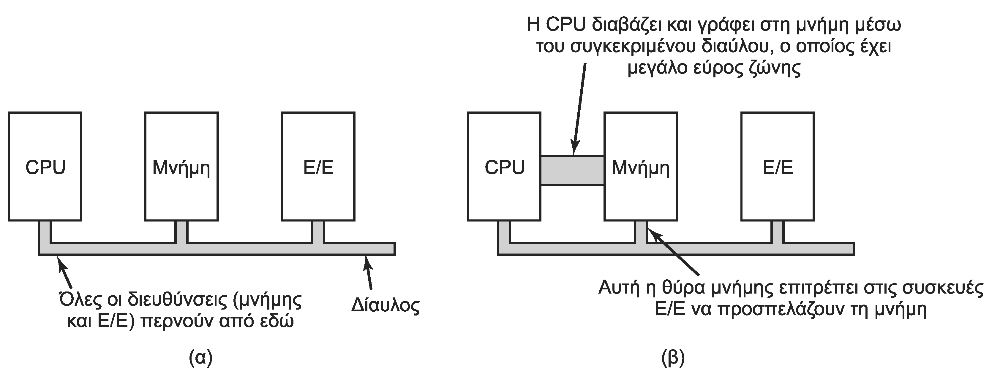 Η CPU διαβάζει και γράφει στη μνήμη μέσω
του συγκεκριμένου διαύλου, ο οποίος έχει
μεγάλο εύρος ζώνης
CPU
Μνήμη
Ε/Ε
CPU
Μνήμη
Ε/Ε
Όλες οι διευθύνσεις (μνήμης
και Ε/Ε) περνούν από εδώ
Δίαυλος
Αυτή η θύρα μνήμης επιτρέπει στις συσκευές
Ε/Ε να προσπελάζουν τη μνήμη
(α)
(β)